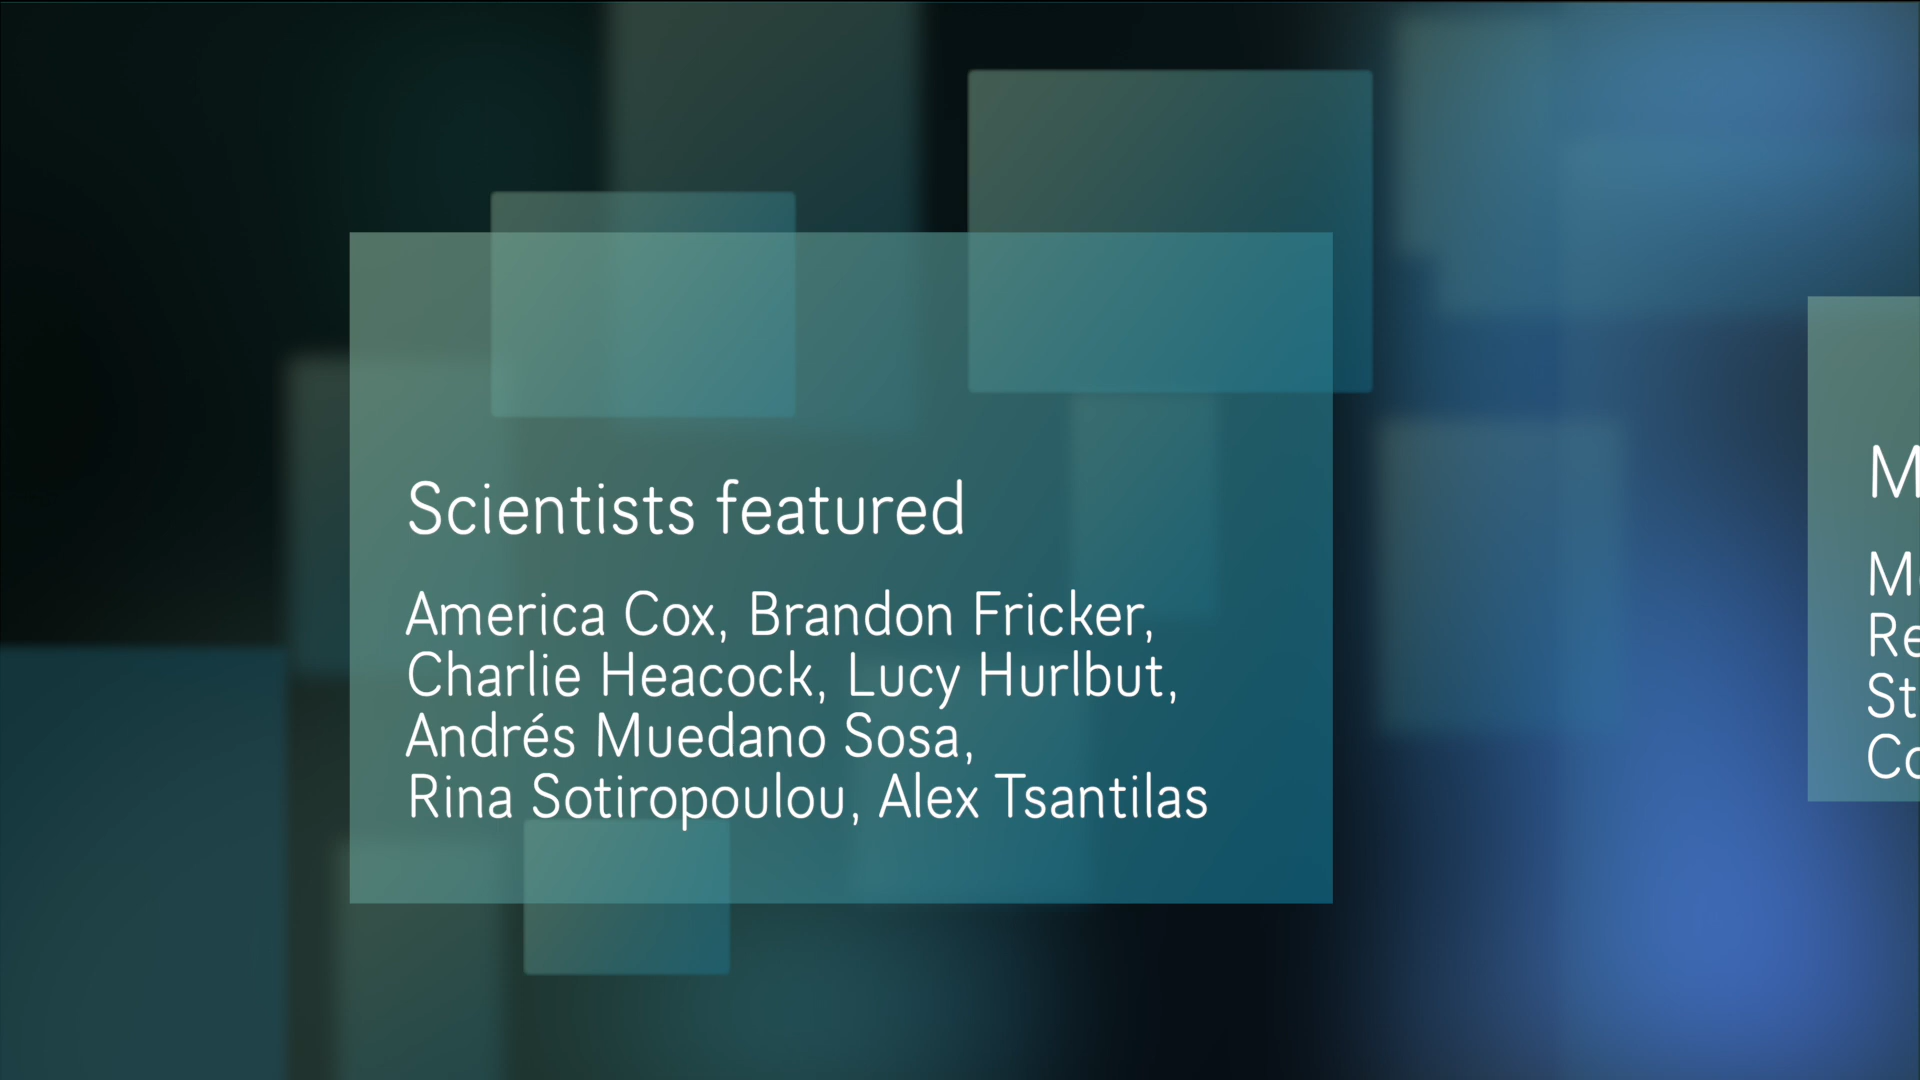 Scientists featured
America Cox, Brandon Fricker,
Charlie Heacock, Lucy Hurlbut,
Andrés Muedano Sosa,
Rina Sotiropoulou, Alex Tsantilas